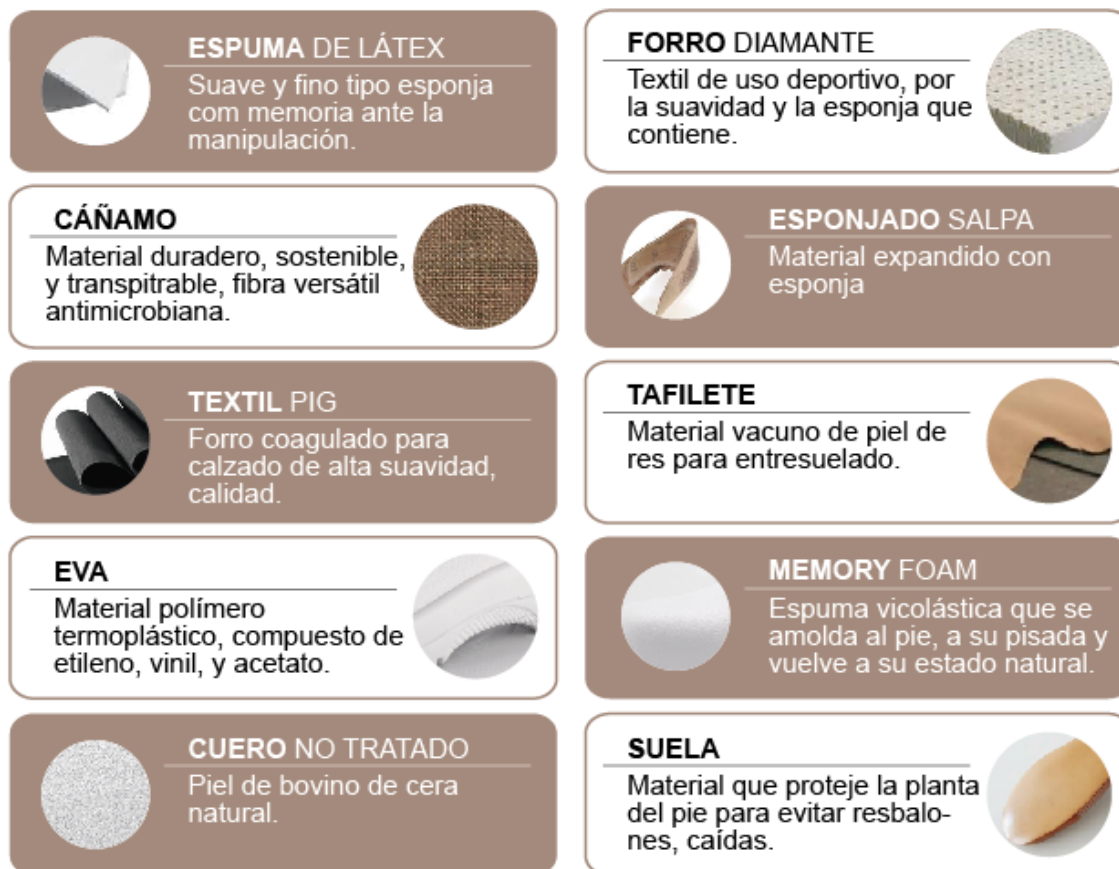 ESPUMA DE LÁTEX
Suave y fino tipo esponja
com memoria ante la
manipulación.
FORRO DIAMANTE
Textil de uso deportivo, por
la suavidad y la esponja que
contiene.
CÁÑAMO
Material duradero, sostenible,
y transpitrable, fibra versátil
antimicrobiana.
ESPONJADO SALPA
Material expandido con
esponja
TEXTIL PIG
Forro coagulado para
calzado de alta suavidad,
calidad.
TAFILETE
Material vacuno de piel de
res para entresuelado.
EVA
Material polímero
termoplástico, compuesto de
etileno, vinil, y acetato.
MEMORY FOAM
Espuma vicolástica que se
amolda al pie, a su pisada y
vuelve a su estado natural.
CUERO NO TRATADO
Piel de bovino de cera
natural.
SUELA
Material que proteje la planta
del pie para evitar resbalo-
nes, caídas.